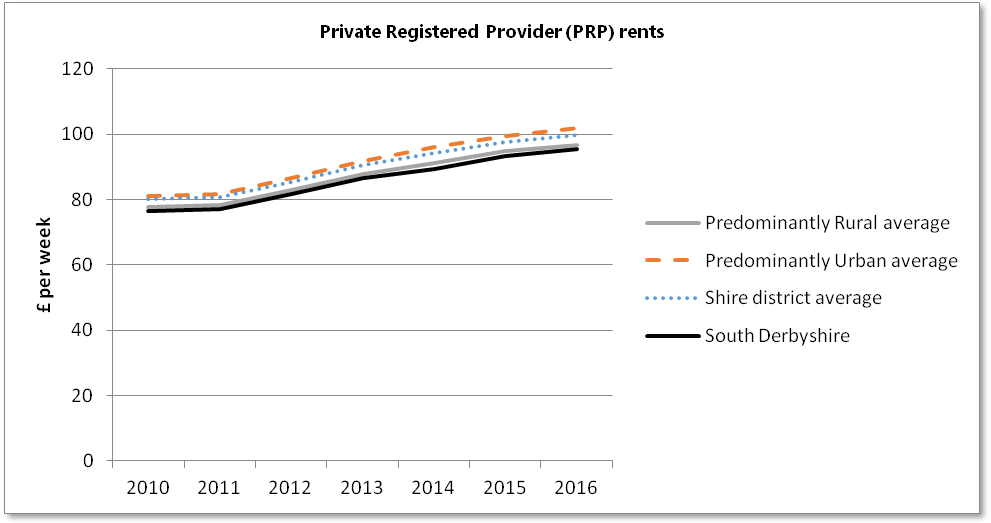 Private Registered Provider (PRP) rents
120
100
80
60
40
20
0
£ per week
2010 2011 2012 2013 2014 2015 2016
Predominantly Rural average
Predominantly Urban average
Shire district average
South Derbyshire